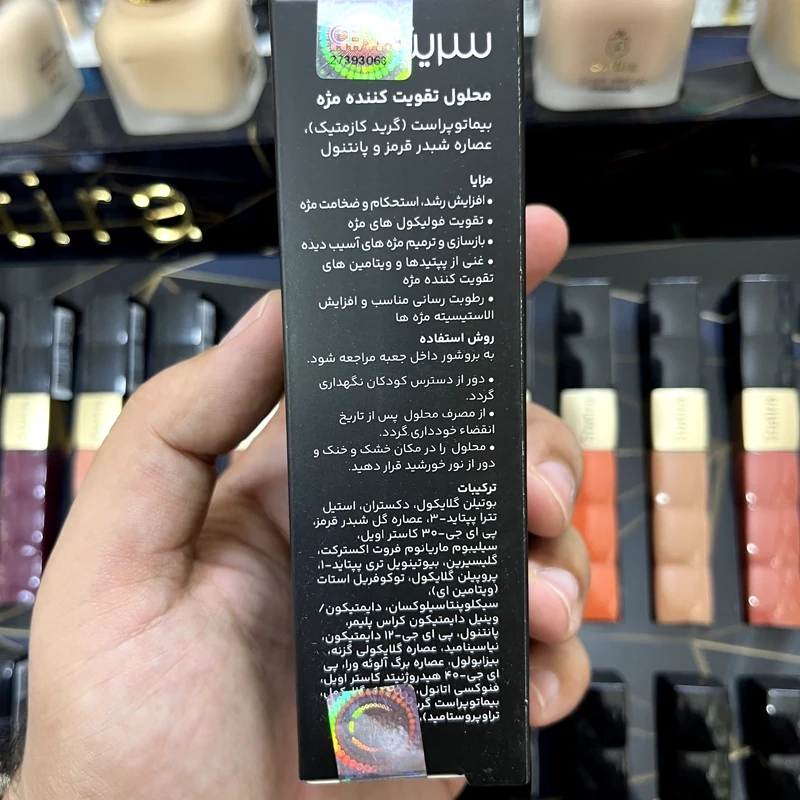 27393063
محلول تقویت کننده مژه
بیماتوپراست (گرید کازمتیک)،
عصاره شبدر قرمز و پانتنول
مزایا
• افزایش رشد، استحکام و ضخامت مژه
• تقویت فولیکول های مژه
• بازسازی و ترمیم مژه های آسیب دیده
• غنی از پپتیدها و ویتامین های
تقویت کننده مژه
• رطوبت رسانی مناسب و افزایش
الاستیسیته مژه ها
روش استفاده
به بروشور داخل جعبه مراجعه شود.
• دور از دسترس کودکان نگهداری
گردد.
• از مصرف محلول پس از تاریخ
انقضاء خودداری گردد.
• محلول را در مکان خشک و خنک و
دور از نور خورشید قرار دهید.
ترکیبات
بوتیلن گلایکول، دکستران، استیل
تترا پپتاید-۳، عصاره گل شبدر قرمز،
پی ای جی-۳۰ کاستر اویل،
سیلیبوم ماریانوم فروت اکسترکت،
گلیسیرین، بیوتینویل تری پپتاید-۱،
پروپیلن گلایکول، توکوفریل استات
(ویتامین ای)،
سیکلوپنتاسیلوکسان، دایمتیکون/
وینیل دایمتیکون کراس پلیمر،
پانتنول، پی ای جی-۱۲ دایمتیکون،
نیاسینامید، عصاره گلایکولی گزنه،
بیزابولول، عصاره برگ آلوئه ورا، پی
ای جی-۴۰ هیدروژنیتد کاستر اویل،
فنوکسی اتانول،
بیماتوپراست
تراوپروستامید)